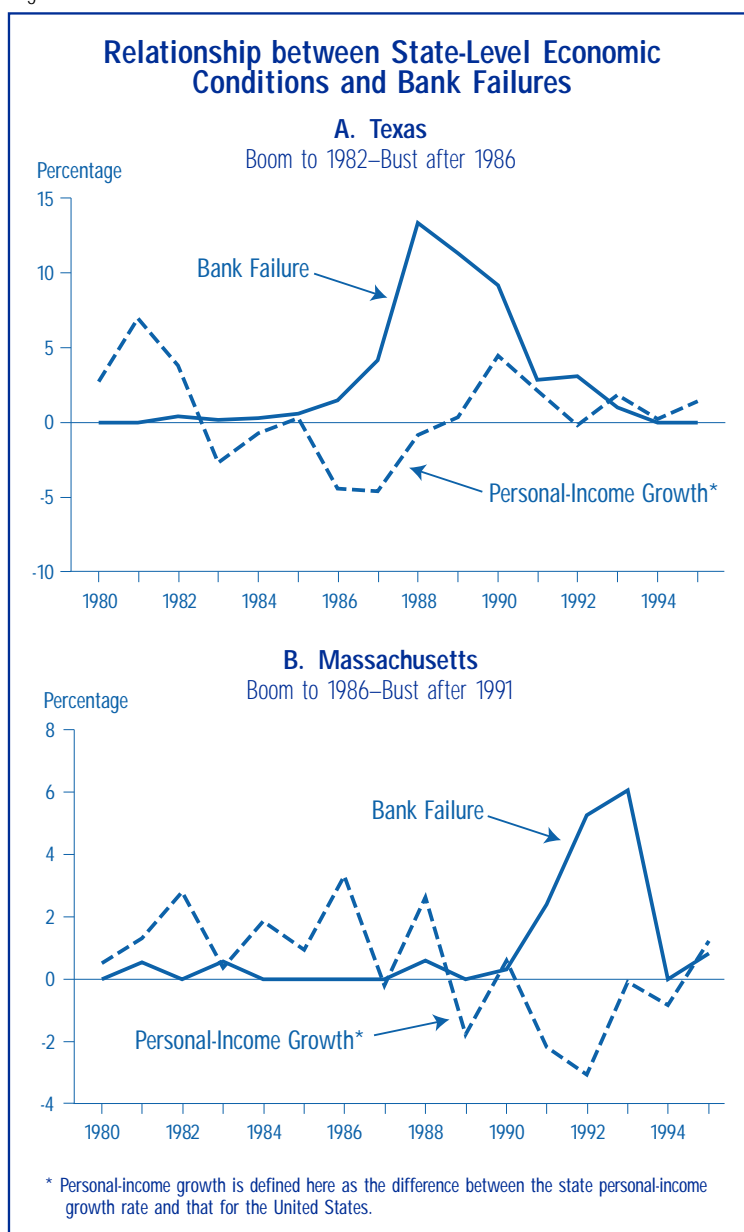 Relationship between State-Level Economic
Conditions and Bank Failures
A. Texas
Boom to 1982–Bust after 1986
Percentage
15
10
5
0
-5
-10
Bank Failure
Personal-Income Growth*
1980 1982 1984 1986 1988 1990 1992 1994
B. Massachusetts
Boom to 1986–Bust after 1991
Percentage
8
6
4
2
0
-2
-4
Bank Failure
Personal-Income Growth*
1980 1982 1984 1986 1988 1990 1992 1994
* Personal-income growth is defined here as the difference between the state personal-income
growth rate and that for the United States.